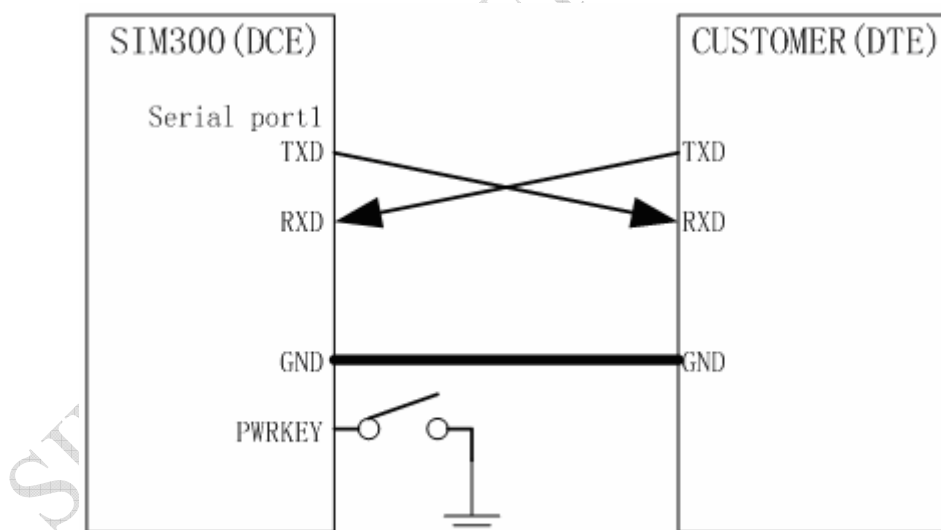 SIM300(DCE)
CUSTOMER(DTE)
Serial port1
TXD
TXD
RXD
RXD
GND
GND
PWRKEY